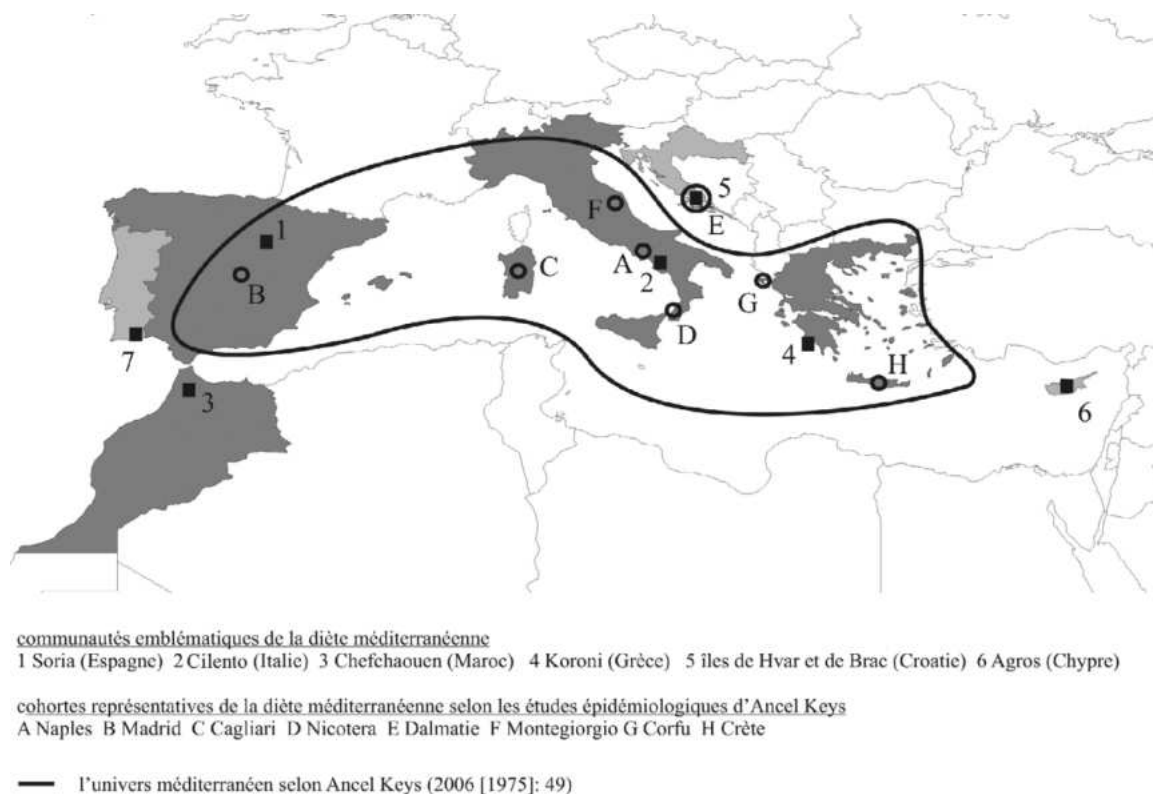 1
5
E
F
A
2
B
C
G
D
7
4
H
3
6
communautés emblématiques de la diète méditerranéenne
1 Soria (Espagne) 2 Cilento (Italie) 3 Chefchaouen (Maroc) 4 Koroni (Grèce) 5 îles de Hvar et de Brac (Croatie) 6 Agros (Chypre)
cohortes représentatives de la diète méditerranéenne selon les études épidémiologiques d'Ancel Keys
A Naples B Madrid C Cagliari D Nicotera E Dalmatie F Montegiorgio G Corfu H Crète
l'univers méditerranéen selon Ancel Keys (2006 [1975]: 49)